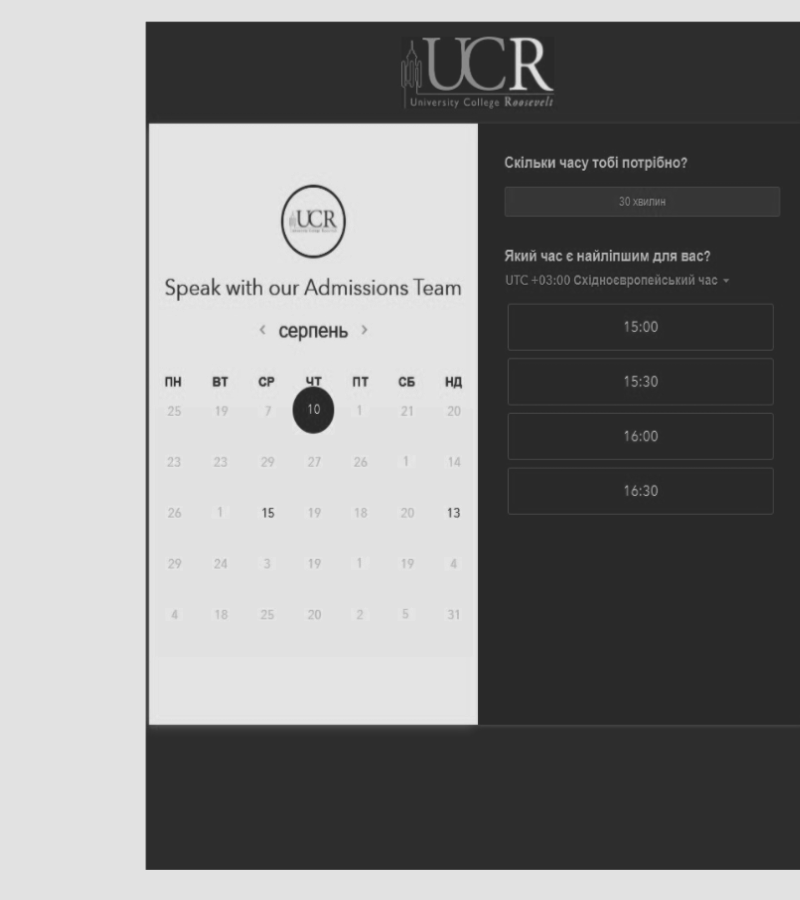 UCR
University College Roosevelt
UCR
Speak with our Admissions Team
‹ серпень ›
ПН ВТ СР ЧТ ПТ СБ НД
25 19 7 10 1 21 20
23 23 29 27 26 1 14
26 1 15 19 18 20 13
29 24 3 19 1 19 4
4 18 25 20 2 5 31
Скільки часу тобі потрібно?
30 хвилин
Який час є найліпшим для вас?
UTC +03:00 Східноєвропейський час
15:00
15:30
16:00
16:30